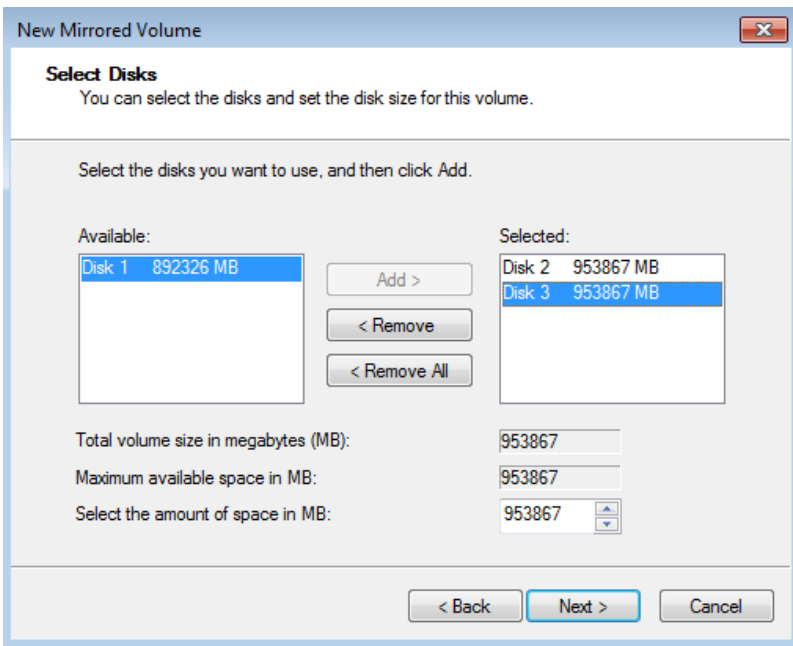 New Mirrored Volume
Select Disks
You can select the disks and set the disk size for this volume.
Select the disks you want to use, and then click Add.
Available:
Disk 1 892326 MB
Add >
< Remove
< Remove All
Selected:
Disk 2 953867 MB
Disk 3 953867 MB
Total volume size in megabytes (MB): 953867
Maximum available space in MB: 953867
Select the amount of space in MB: 953867
< Back Next > Cancel